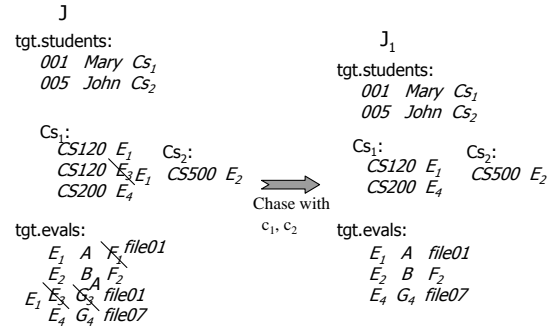 J
tgt.students:
001 Mary Cs1
005 John Cs2
Cs1:
CS120 E1
CS120 E3 E1
CS200 E4
Cs2:
CS500 E2
tgt.evals:
E1 A F1 file01
E2 B F2
E1 E3 G3 A file01
E4 G4 file07
Chase with
c1, c2
J1
tgt.students:
001 Mary Cs1
005 John Cs2
Cs1:
CS120 E1
CS200 E4
Cs2:
CS500 E2
tgt.evals:
E1 A file01
E2 B F2
E4 G4 file07